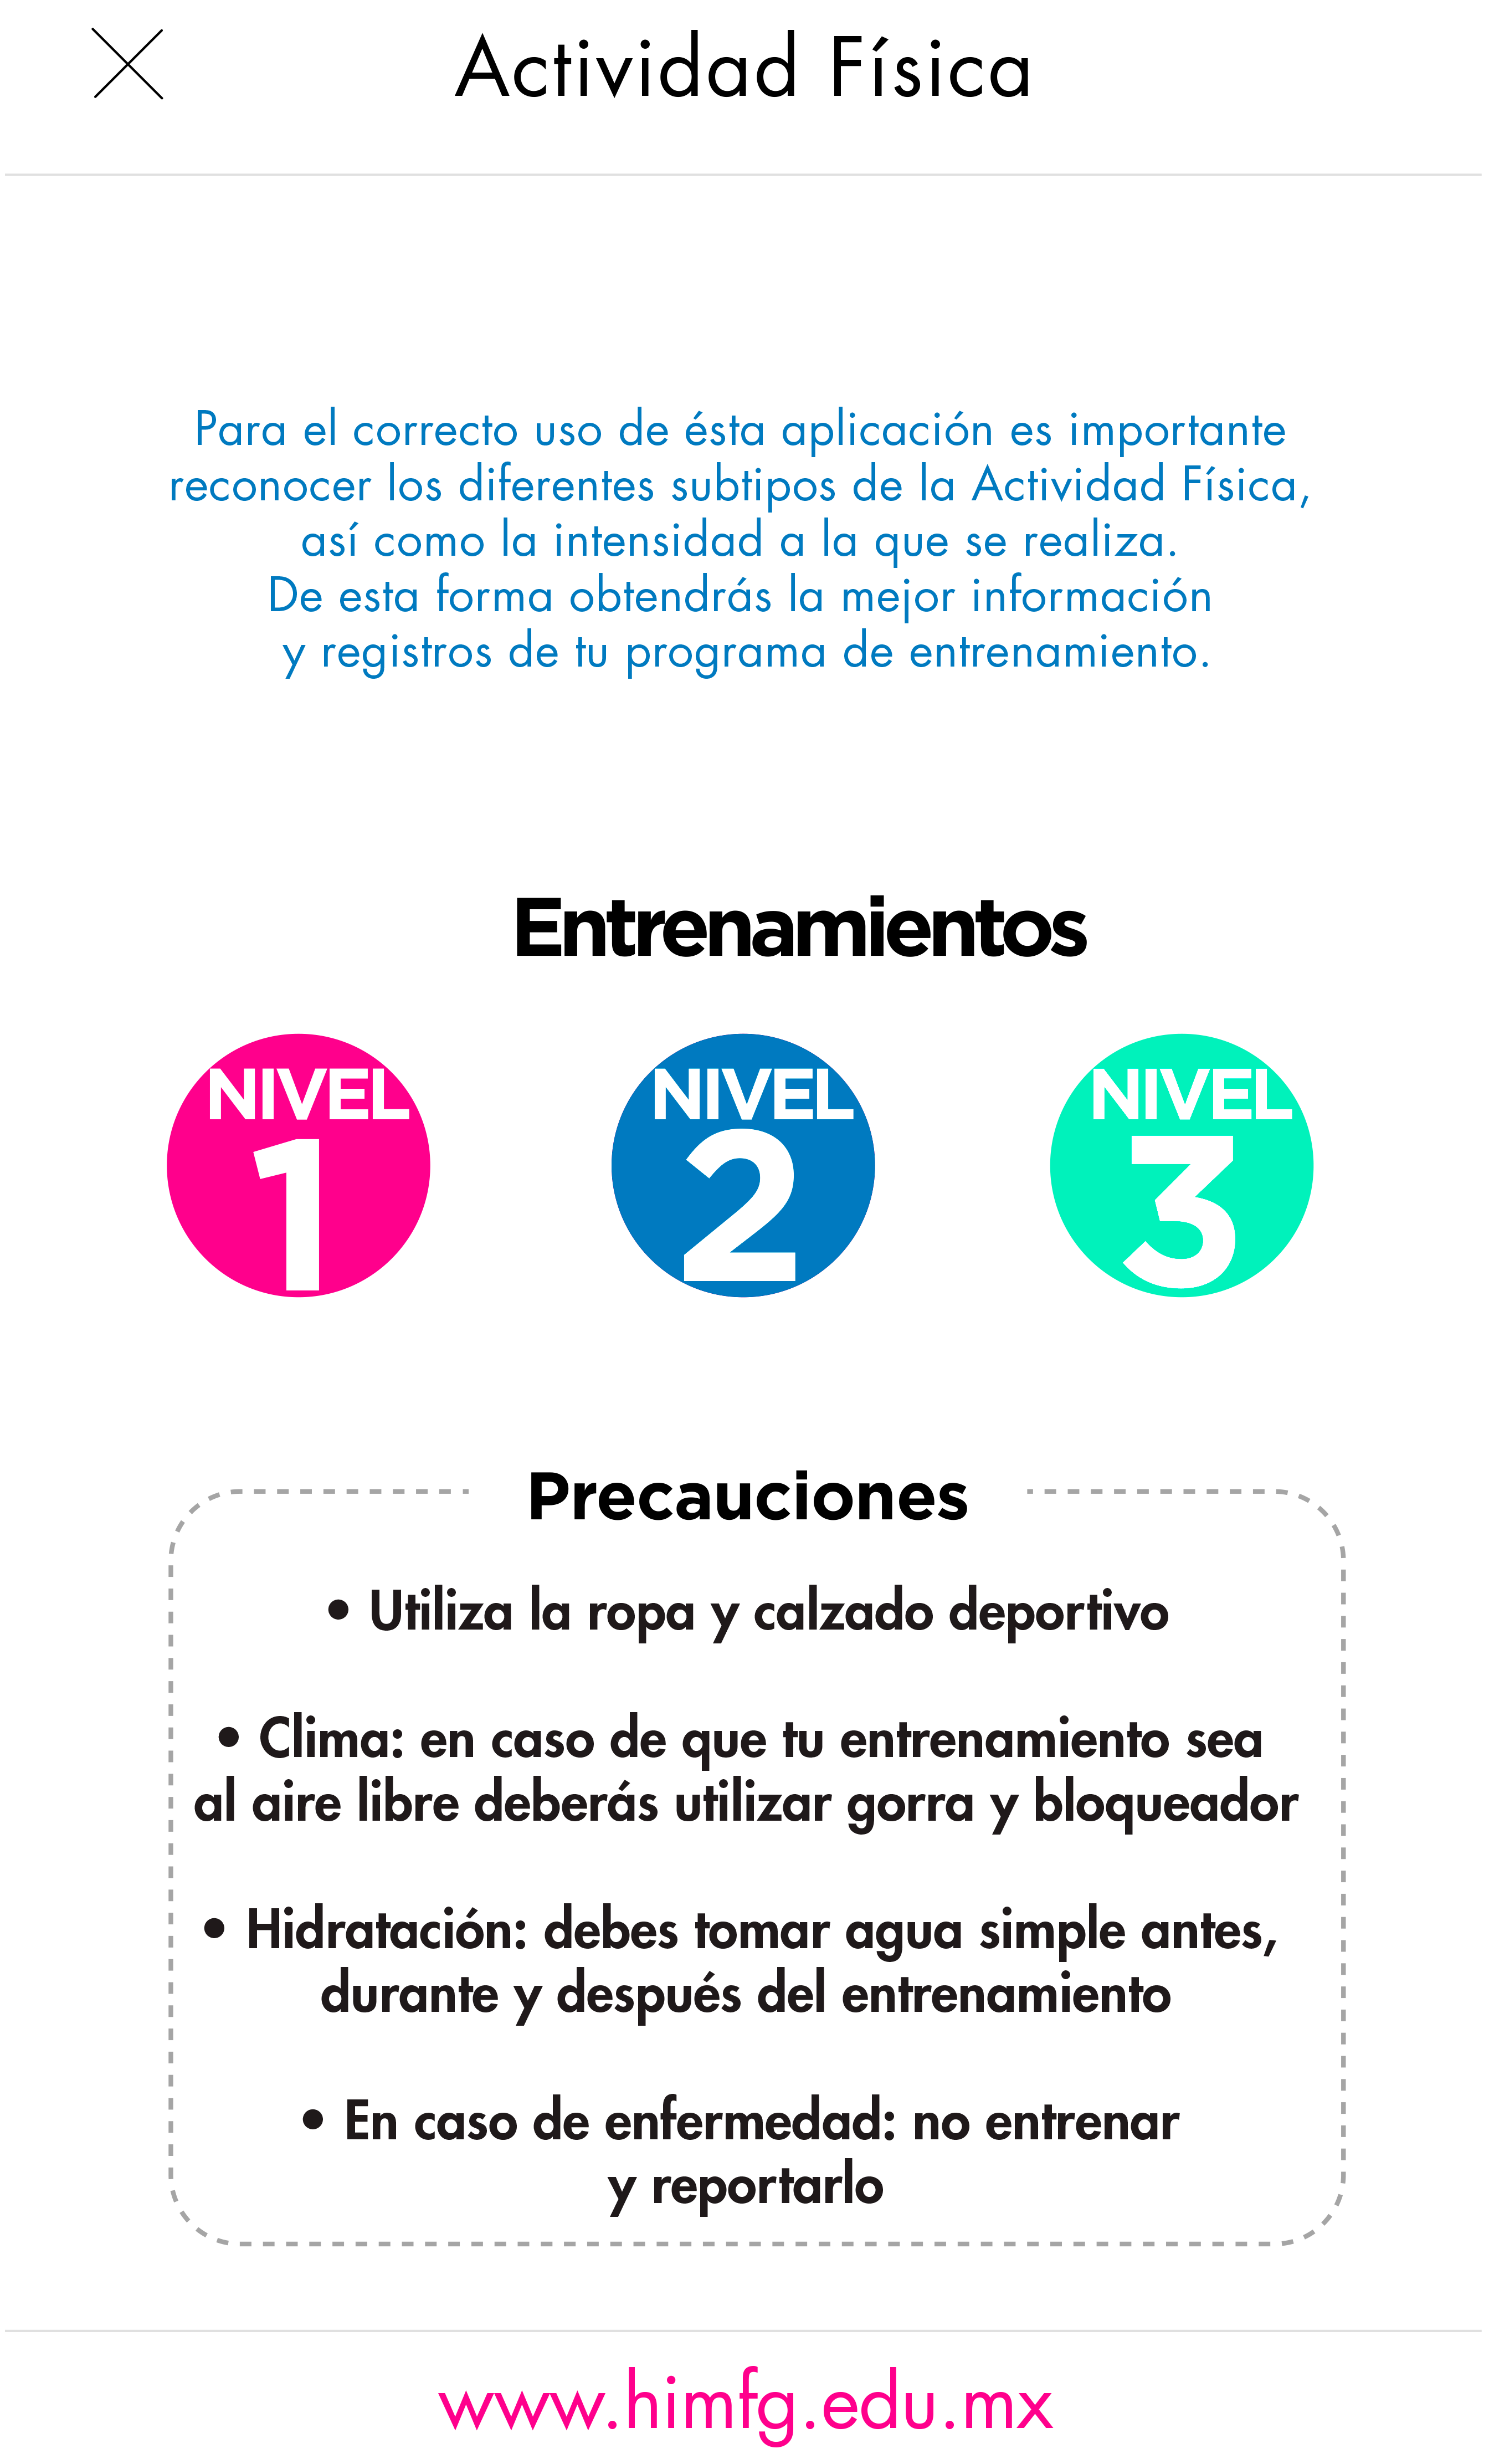 Actividad Física
Para el correcto uso de ésta aplicación es importante
reconocer los diferentes subtipos de la Actividad Física,
así como la intensidad a la que se realiza.
De esta forma obtendrás la mejor información
y registros de tu programa de entrenamiento.
Entrenamientos
NIVEL
1
NIVEL
2
NIVEL
3
Precauciones
• Utiliza la ropa y calzado deportivo
• Clima: en caso de que tu entrenamiento sea
al aire libre deberás utilizar gorra y bloqueador
• Hidratación: debes tomar agua simple antes,
durante y después del entrenamiento
• En caso de enfermedad: no entrenar
y reportarlo
www.himfg.edu.mx